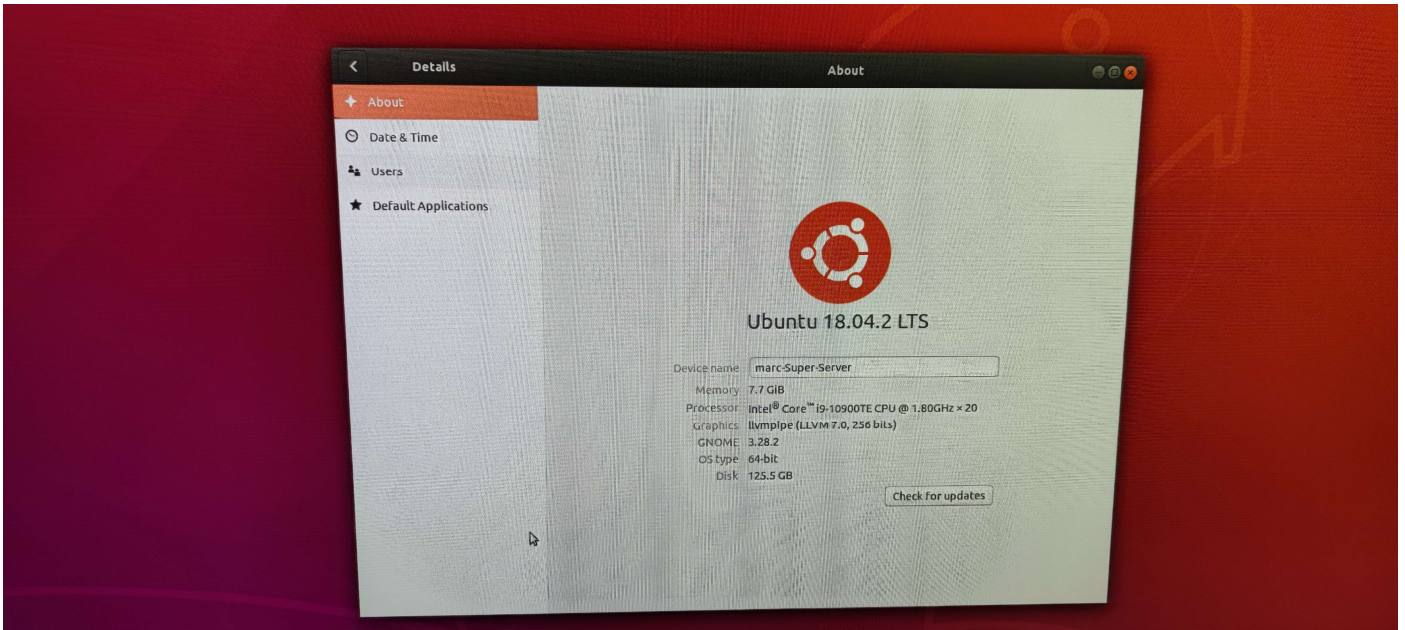 Details
About
About
Date & Time
Users
Default Applications
Ubuntu 18.04.2 LTS
Device name marc-Super-Server
Memory 7.7 GiB
Processor Intel® Core™ i9-10900TE CPU @ 1.80GHz × 20
Graphics llvmpipe (LLVM 7.0, 256 bits)
GNOME 3.28.2
OS type 64-bit
Disk 125.5 GB
Check for updates